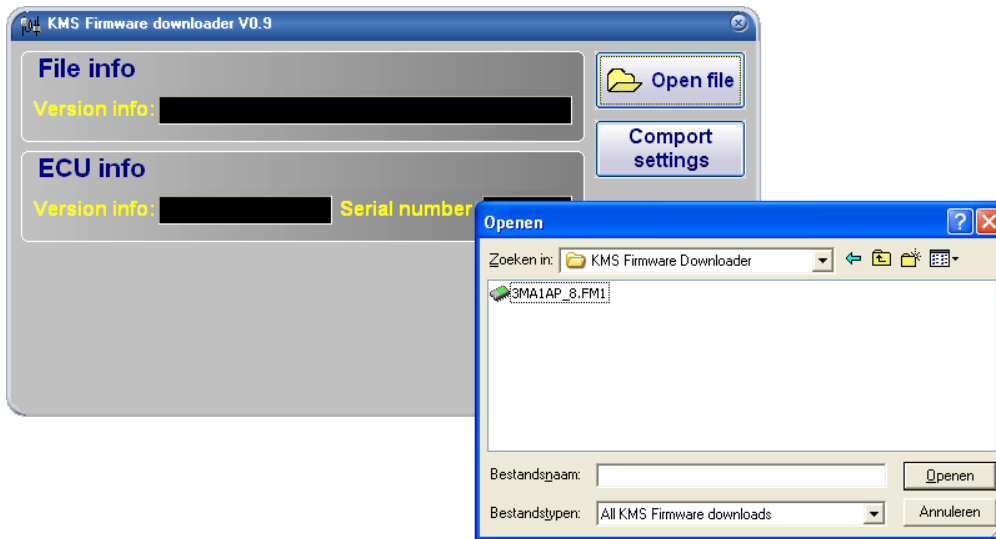 KMS Firmware downloader V0.9
File info
Version info:
Open file
Comport
settings
ECU info
Version info:
Serial number
Openen
Zoeken in:
KMS Firmware Downloader
3MA1AP_8.FM1
Bestandsnaam:
Openen
Bestandstypen:
All KMS Firmware downloads
Annuleren